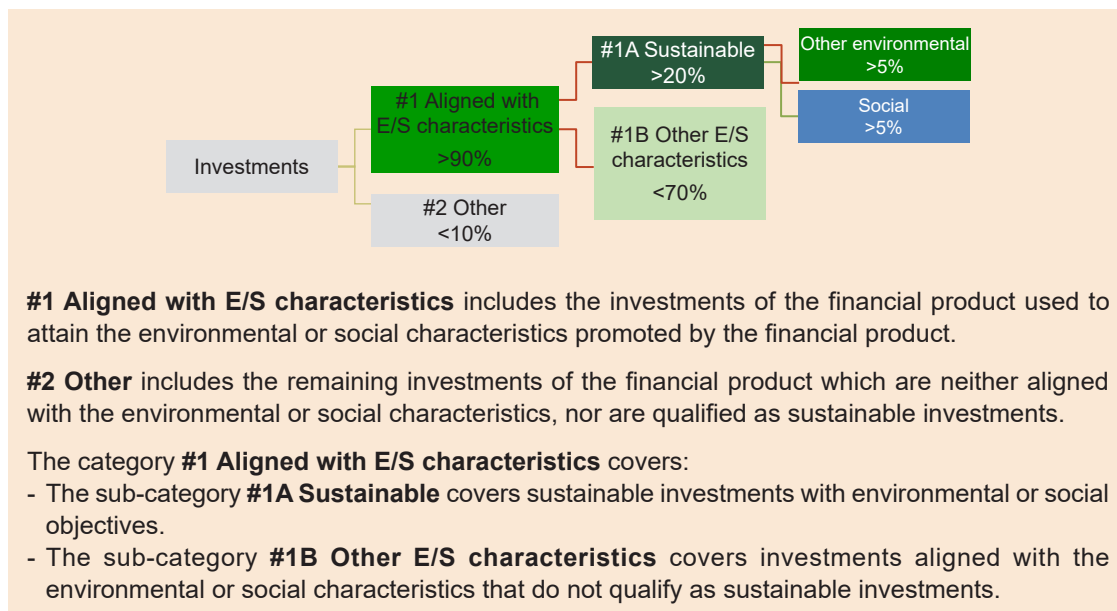 Investments
#1 Aligned with
E/S characteristics
>90%
#2 Other
<10%
#1A Sustainable
>20%
#1B Other E/S
characteristics
<70%
Other environmental
>5%
Social
>5%
#1 Aligned with E/S characteristics includes the investments of the financial product used to
attain the environmental or social characteristics promoted by the financial product.
#2 Other includes the remaining investments of the financial product which are neither aligned
with the environmental or social characteristics, nor are qualified as sustainable investments.
The category #1 Aligned with E/S characteristics covers:
- The sub-category #1A Sustainable covers sustainable investments with environmental or social
objectives.
- The sub-category #1B Other E/S characteristics covers investments aligned with the
environmental or social characteristics that do not qualify as sustainable investments.